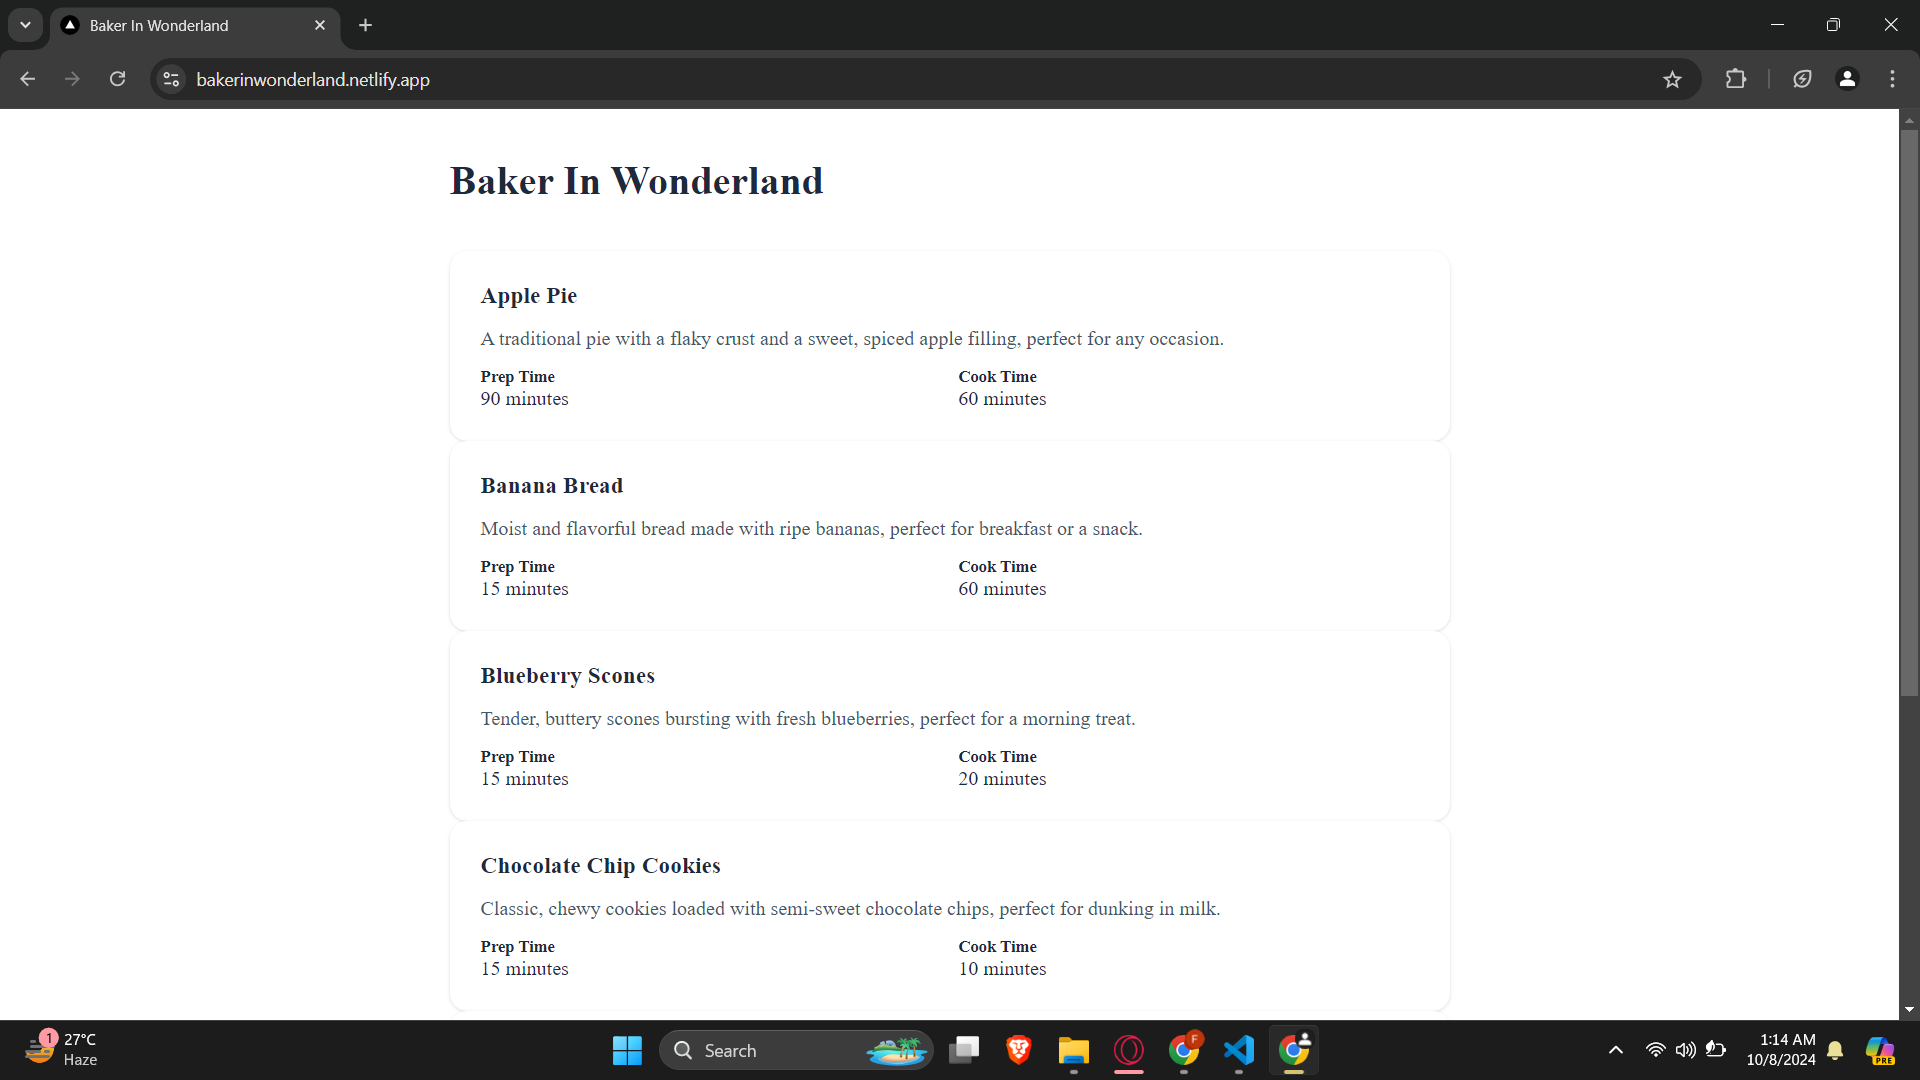 Baker In Wonderland
bakerinwonderland.netlify.app
Baker In Wonderland
Apple Pie
A traditional pie with a flaky crust and a sweet, spiced apple filling, perfect for any occasion.
Prep Time Cook Time
90 minutes 60 minutes
Banana Bread
Moist and flavorful bread made with ripe bananas, perfect for breakfast or a snack.
Prep Time Cook Time
15 minutes 60 minutes
Blueberry Scones
Tender, buttery scones bursting with fresh blueberries, perfect for a morning treat.
Prep Time Cook Time
15 minutes 20 minutes
Chocolate Chip Cookies
Classic, chewy cookies loaded with semi-sweet chocolate chips, perfect for dunking in milk.
Prep Time Cook Time
15 minutes 10 minutes
1 27°C
Haze
Search
F
1:14 AM
10/8/2024
PRE